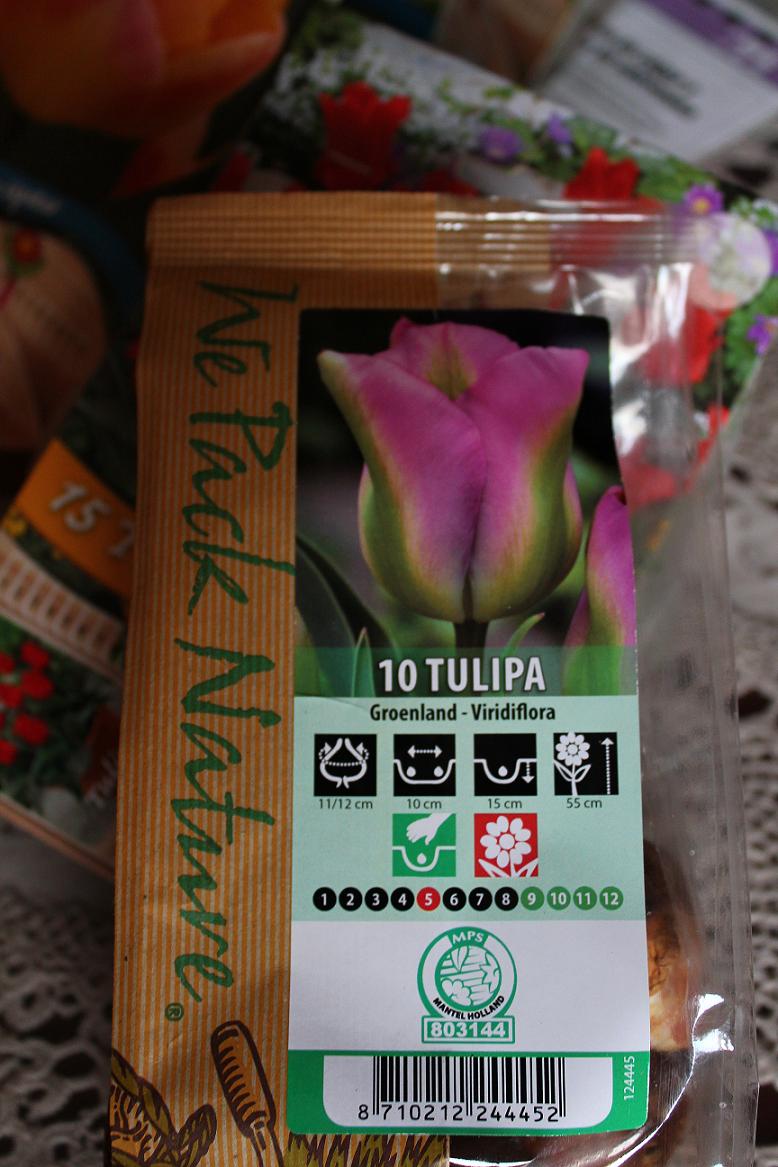 We Pack Nature®
15 T
10 TULIPA
Groenland - Viridiflora
11/12 cm 10 cm 15 cm 55 cm
1 2 3 4 5 6 7 8 9 10 11 12
MPS
MANTEL HOLLAND
803144
8 710212 244452
124445